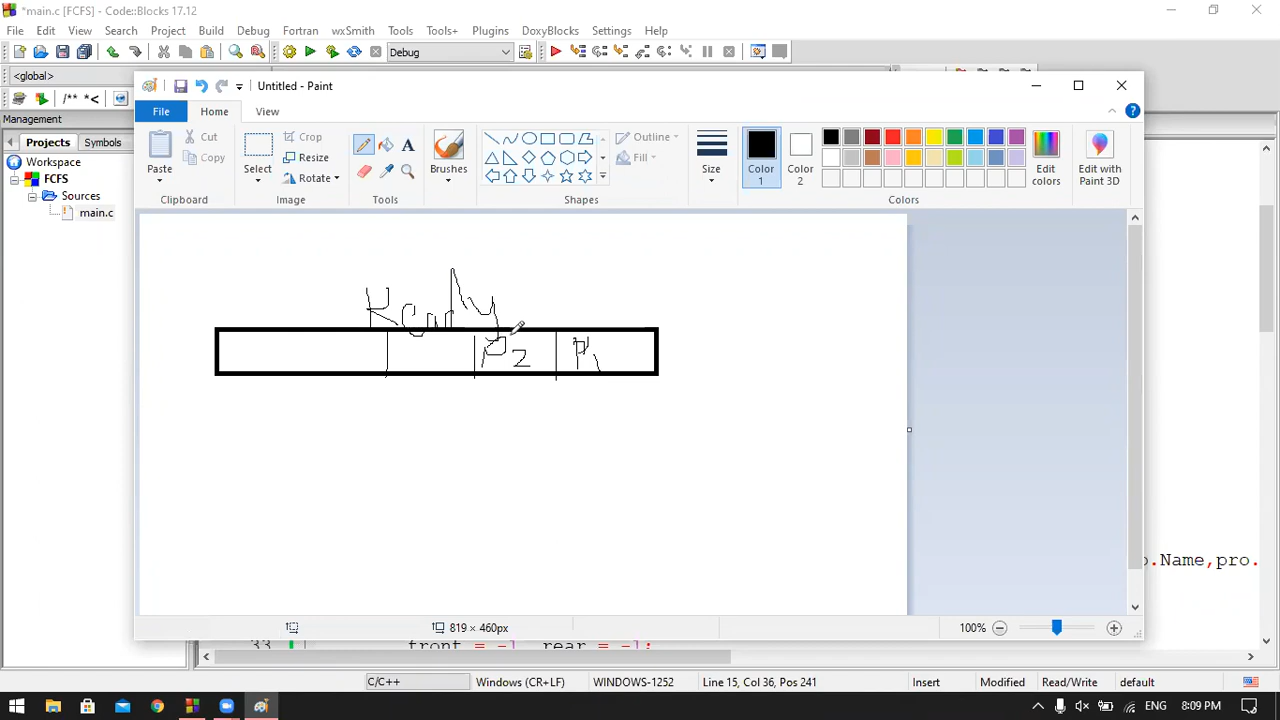 *main.c [FCFS] - Code::Blocks 17.12
File Edit View Search Project Build Debug Fortran wxSmith Tools Tools+ Plugins DoxyBlocks Settings Help
Debug
<global>
/** *<
Management
Projects Symbols
Workspace
FCFS
Sources
main.c
Untitled - Paint
File Home View
Paste
Cut
Copy
Clipboard
Select
Crop
Resize
Rotate
Image
A
Tools
Brushes
Outline
Fill
Shapes
Size
Color 1
Color 2
Edit colors
Colors
Edit with Paint 3D
Ready
P2 P1
819 × 460px
100%
o.Name,pro.
33 front = -1, rear = -1;
C/C++ Windows (CR+LF) WINDOWS-1252 Line 15, Col 36, Pos 241 Insert Modified Read/Write default
ENG 8:09 PM